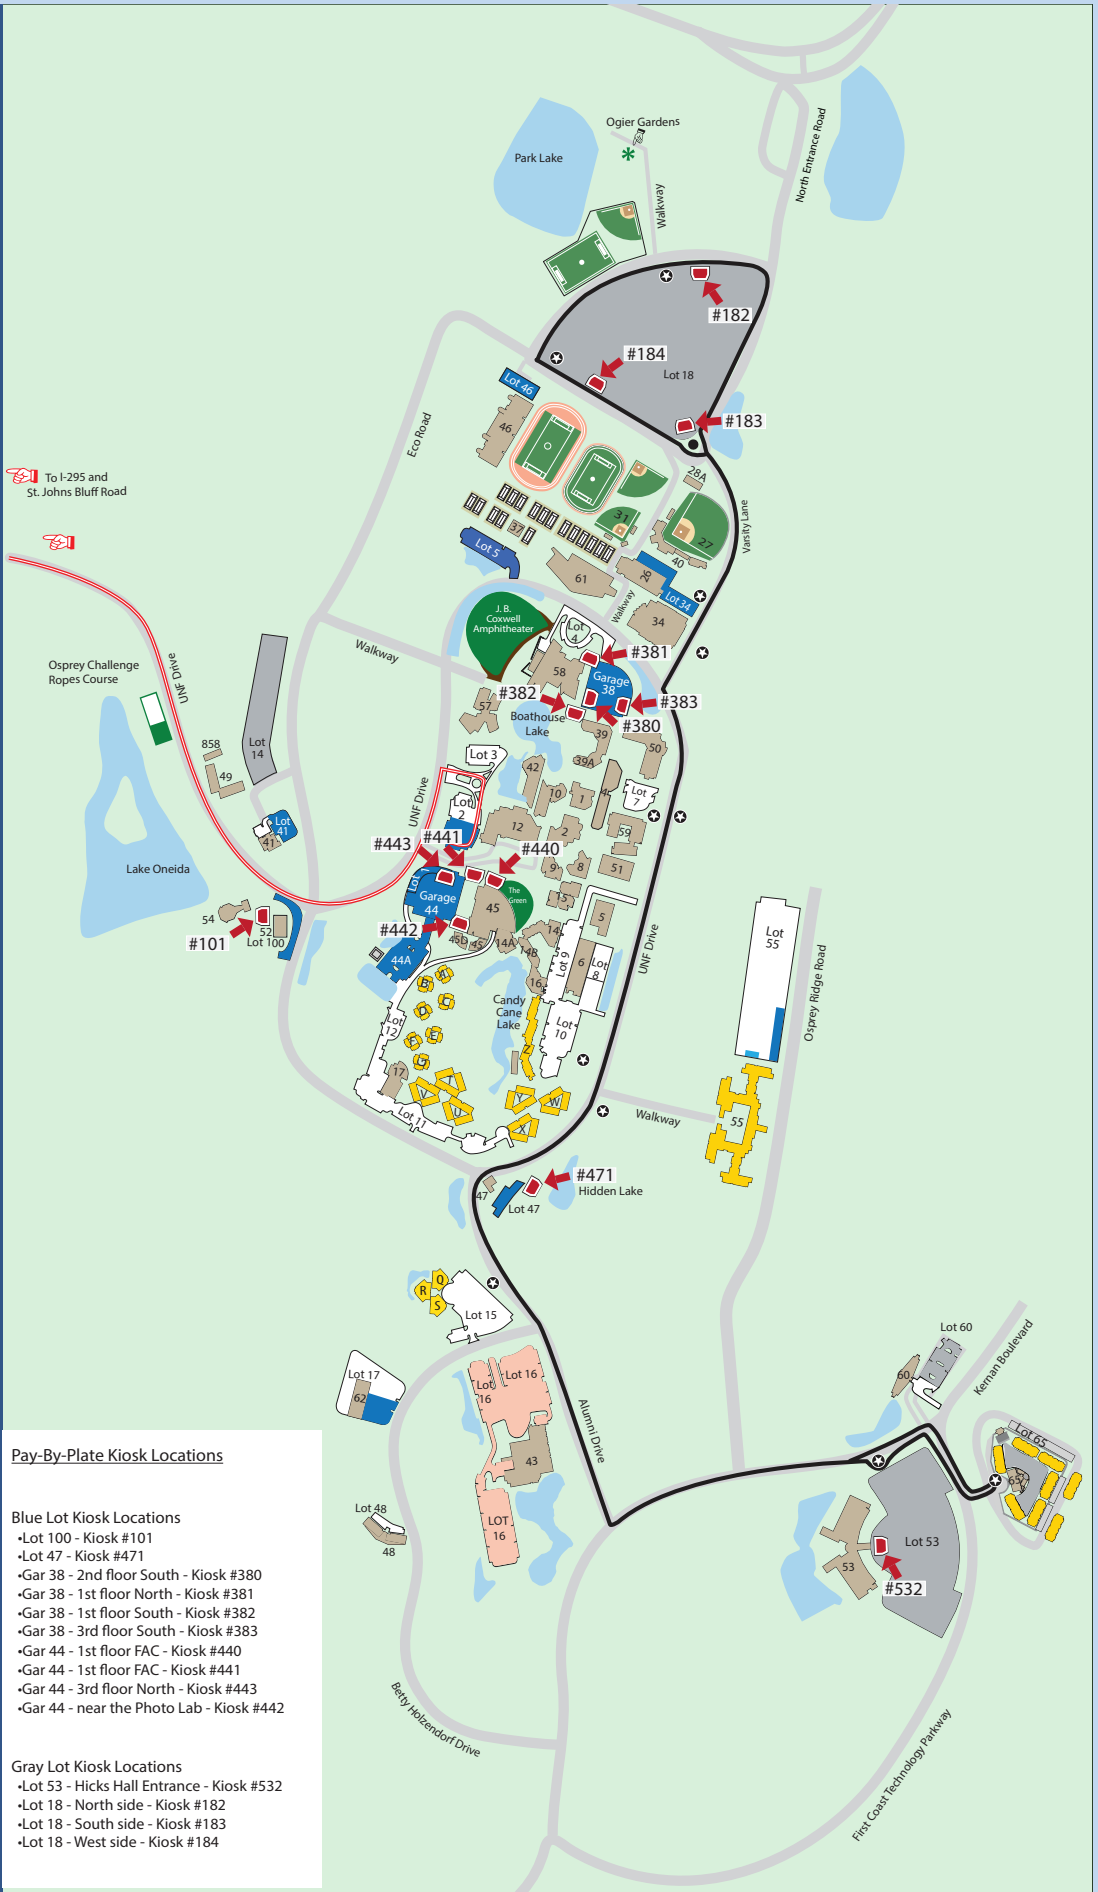 Ogier Gardens
Park Lake
North Entrance Road
Walkway
#182
#184
Lot 18
Lot 46
#183
46
Eco Road
To I-295 and
St. Johns Bluff Road
28A
Varsity Lane
31
37
27
Lot 5
40
61
26
Lot 34
J. B.
Coxwell
Amphitheater
Walkway
34
Lot
4
#381
Walkway
Osprey Challenge
Ropes Course
UNF Drive
58
Garage
38
#382
#383
57
Boathouse
Lake
#380
39
858
Lot
14
Lot 3
50
39A
49
42
Lot
7
UNF Drive
10
1
4
Lot
2
Lot
41
12
2
59
#441
41
#443
#440
Lake Oneida
9
8
51
Lot 1
The
Green
Garage
44
45
15
54
5
52
#442
14
#101
Lot 100
45D
45
14A
14B
UNF Drive
44A
6
Lot 9
Lot
8
Lot
55
A
B
16
C
Candy
Cane
Lake
D
Osprey Ridge Road
Lot
12
Lot
10
E
F
Z
G
17
T
V
Y
W
U
Lot 11
Walkway
55
X
#471
47
Hidden Lake
Lot 47
Q
R
S
Lot 15
Lot 60
Kernan Boulevard
Lot 17
Lot
16
Lot 16
60
62
Alumni Drive
Lot 65
43
65
Lot 48
LOT
16
48
Lot 53
53
#532
Betty Holzendorf Drive
First Coast Technology Parkway
Pay-By-Plate Kiosk Locations
Blue Lot Kiosk Locations
•Lot 100 - Kiosk #101
•Lot 47 - Kiosk #471
•Gar 38 - 2nd floor South - Kiosk #380
•Gar 38 - 1st floor North - Kiosk #381
•Gar 38 - 1st floor South - Kiosk #382
•Gar 38 - 3rd floor South - Kiosk #383
•Gar 44 - 1st floor FAC - Kiosk #440
•Gar 44 - 1st floor FAC - Kiosk #441
•Gar 44 - 3rd floor North - Kiosk #443
•Gar 44 - near the Photo Lab - Kiosk #442
Gray Lot Kiosk Locations
•Lot 53 - Hicks Hall Entrance - Kiosk #532
•Lot 18 - North side - Kiosk #182
•Lot 18 - South side - Kiosk #183
•Lot 18 - West side - Kiosk #184